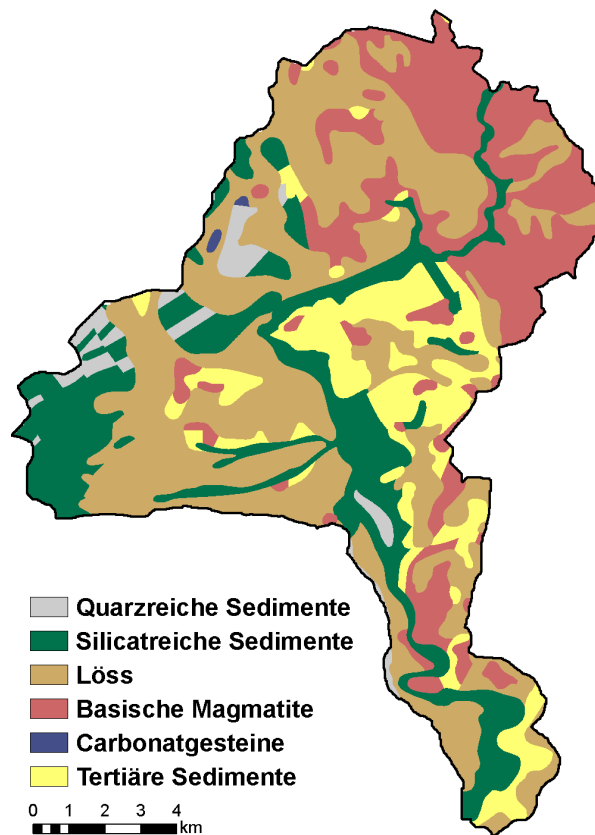 Quarzreiche Sedimente
Silicatreiche Sedimente
Löss
Basische Magmatite
Carbonatgesteine
Tertiäre Sedimente
0 1 2 3 4
km